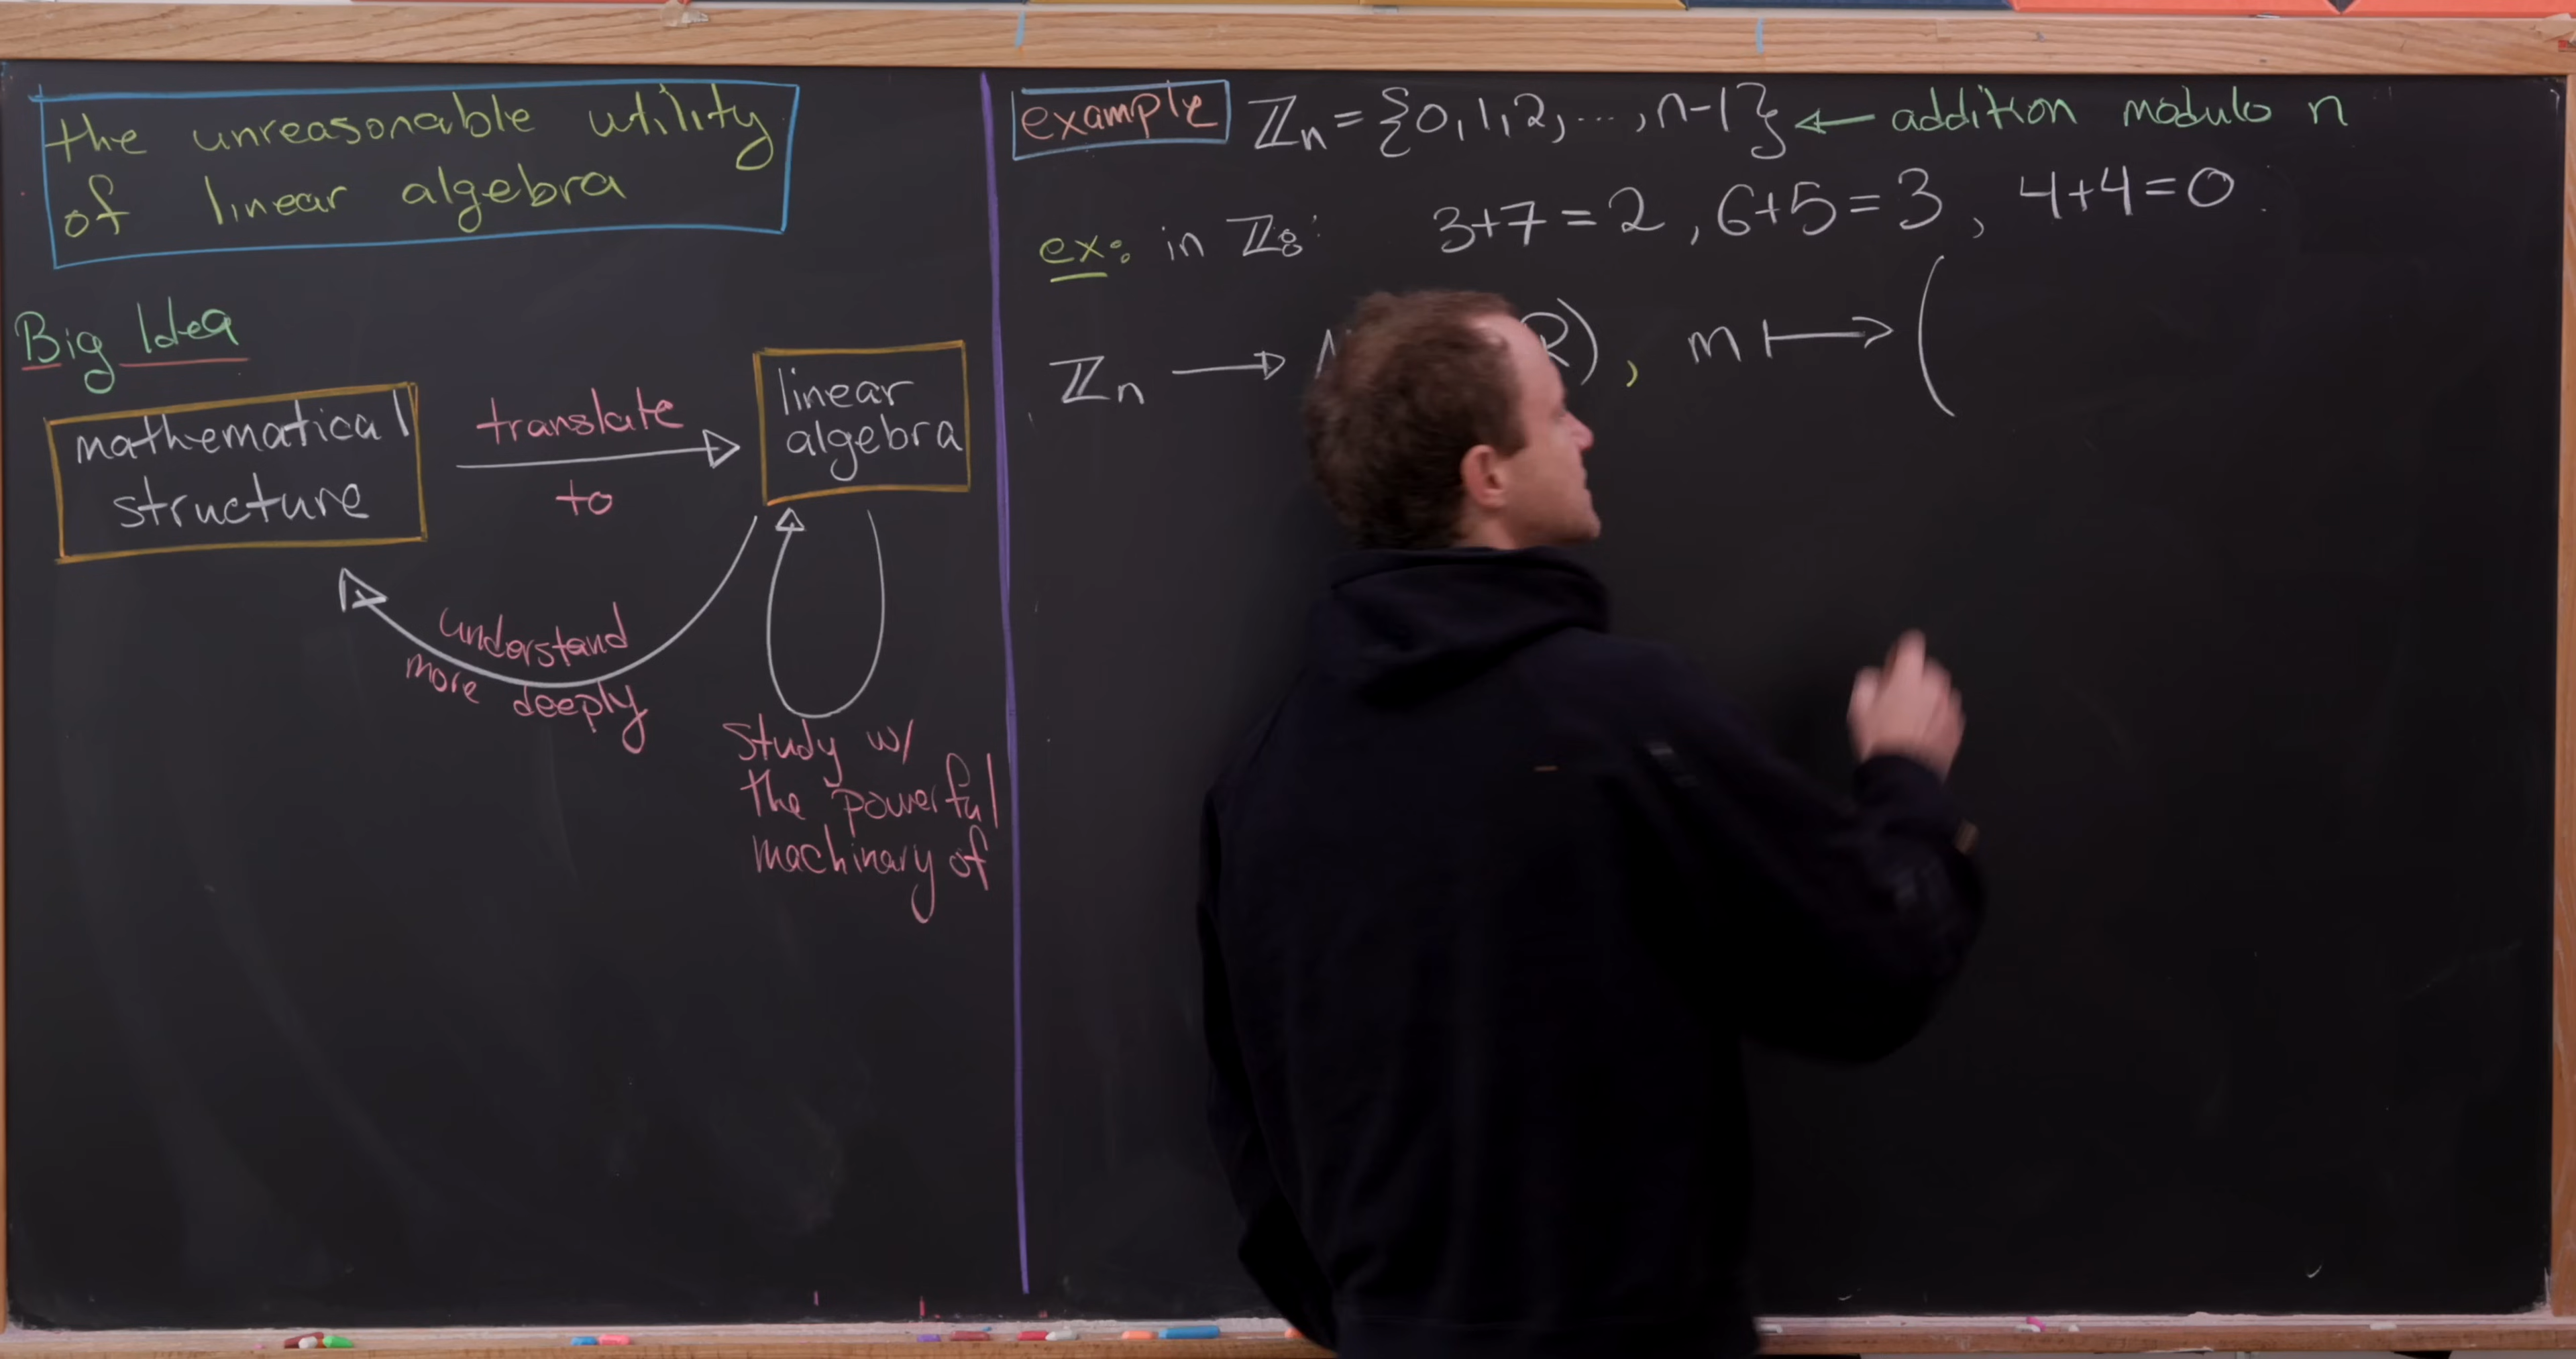 the unreasonable utility
of linear algebra
Big Idea
mathematical
structure
translate
to
linear
algebra
understand
more deeply
study w/
the powerful
machinary of
example ℤn = {0, 1, 2, ..., n-1} ← addition modulo n
ex: in ℤ8: 3+7=2, 6+5=3, 4+4=0.
ℤn → ℝ), m ↦ (